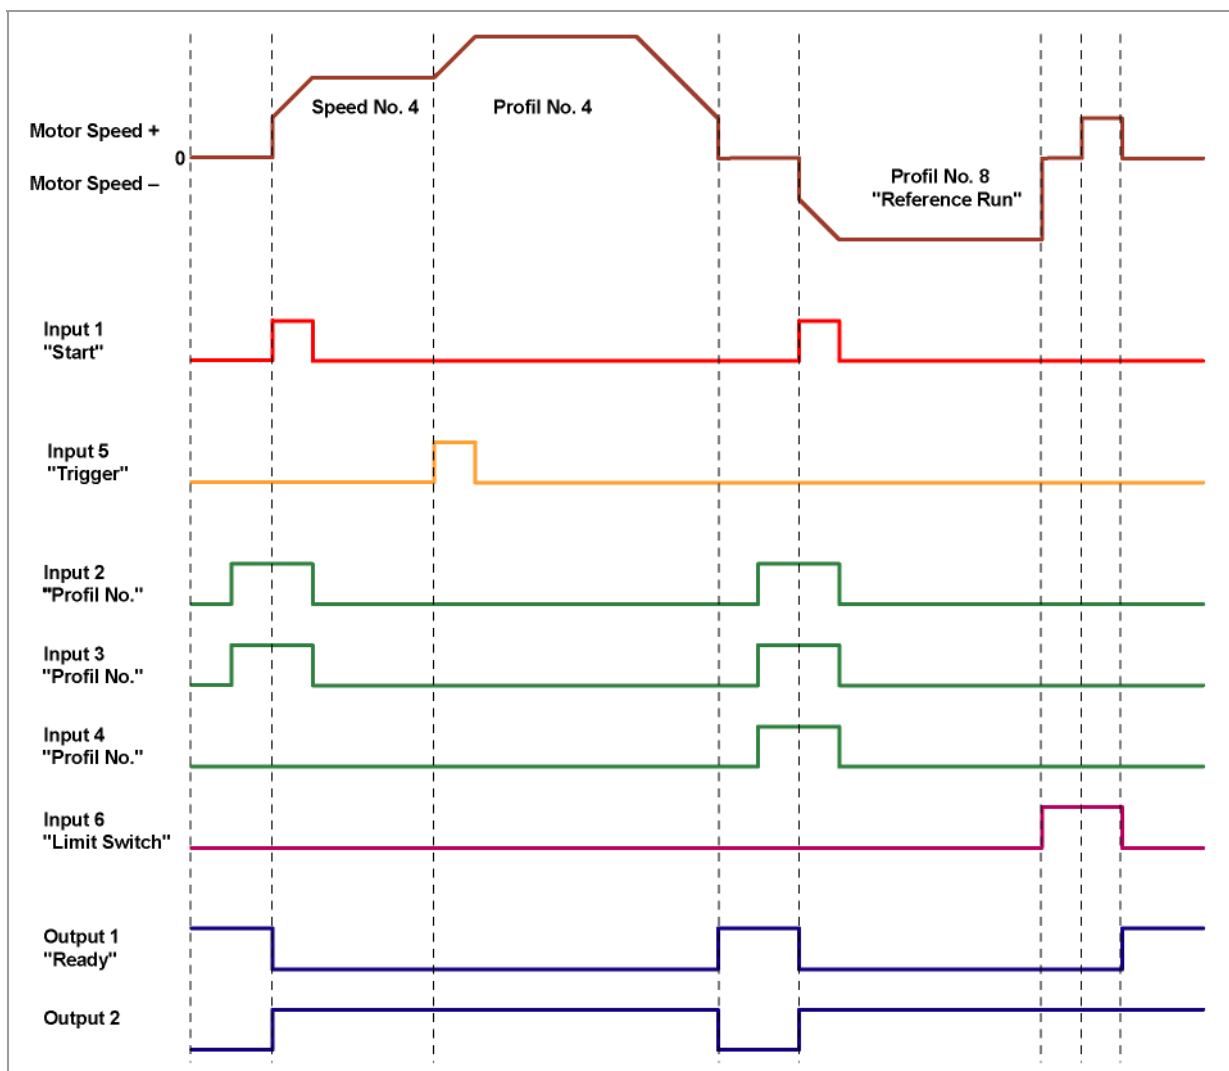 Speed No. 4
Profil No. 4
Motor Speed +
0
Motor Speed –
Profil No. 8
"Reference Run"
Input 1
"Start"
Input 5
"Trigger"
Input 2
"Profil No."
Input 3
"Profil No."
Input 4
"Profil No."
Input 6
"Limit Switch"
Output 1
"Ready"
Output 2